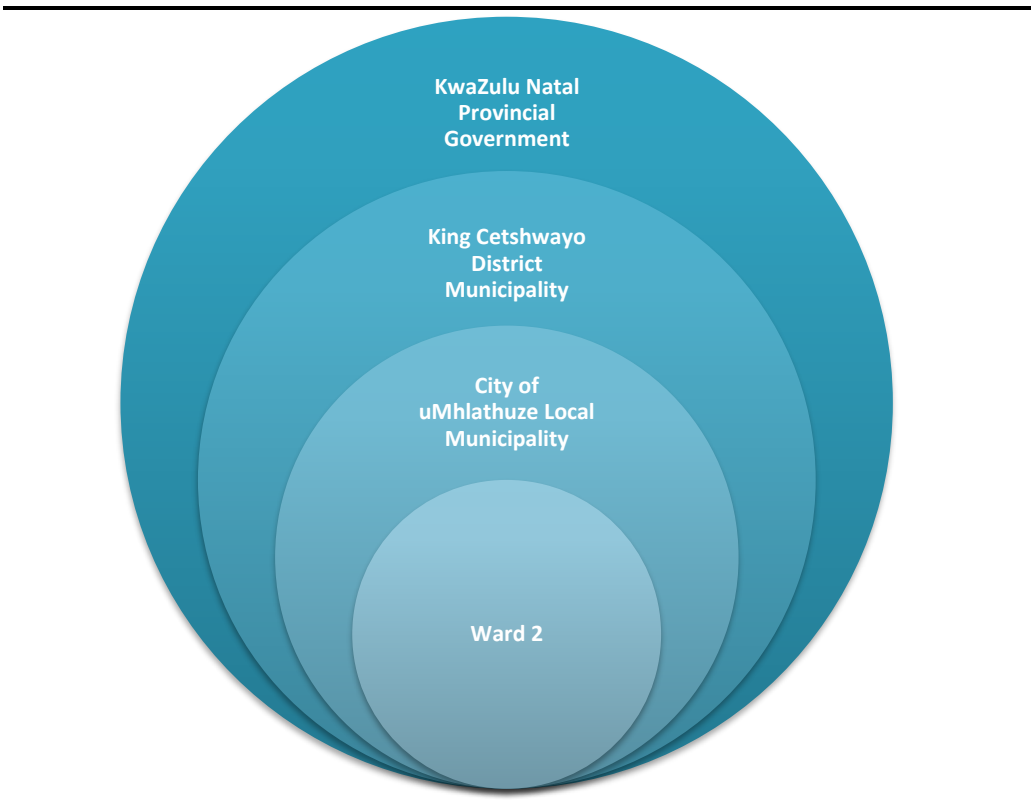 KwaZulu Natal
Provincial
Government
King Cetshwayo
District
Municipality
City of
uMhlathuze Local
Municipality
Ward 2